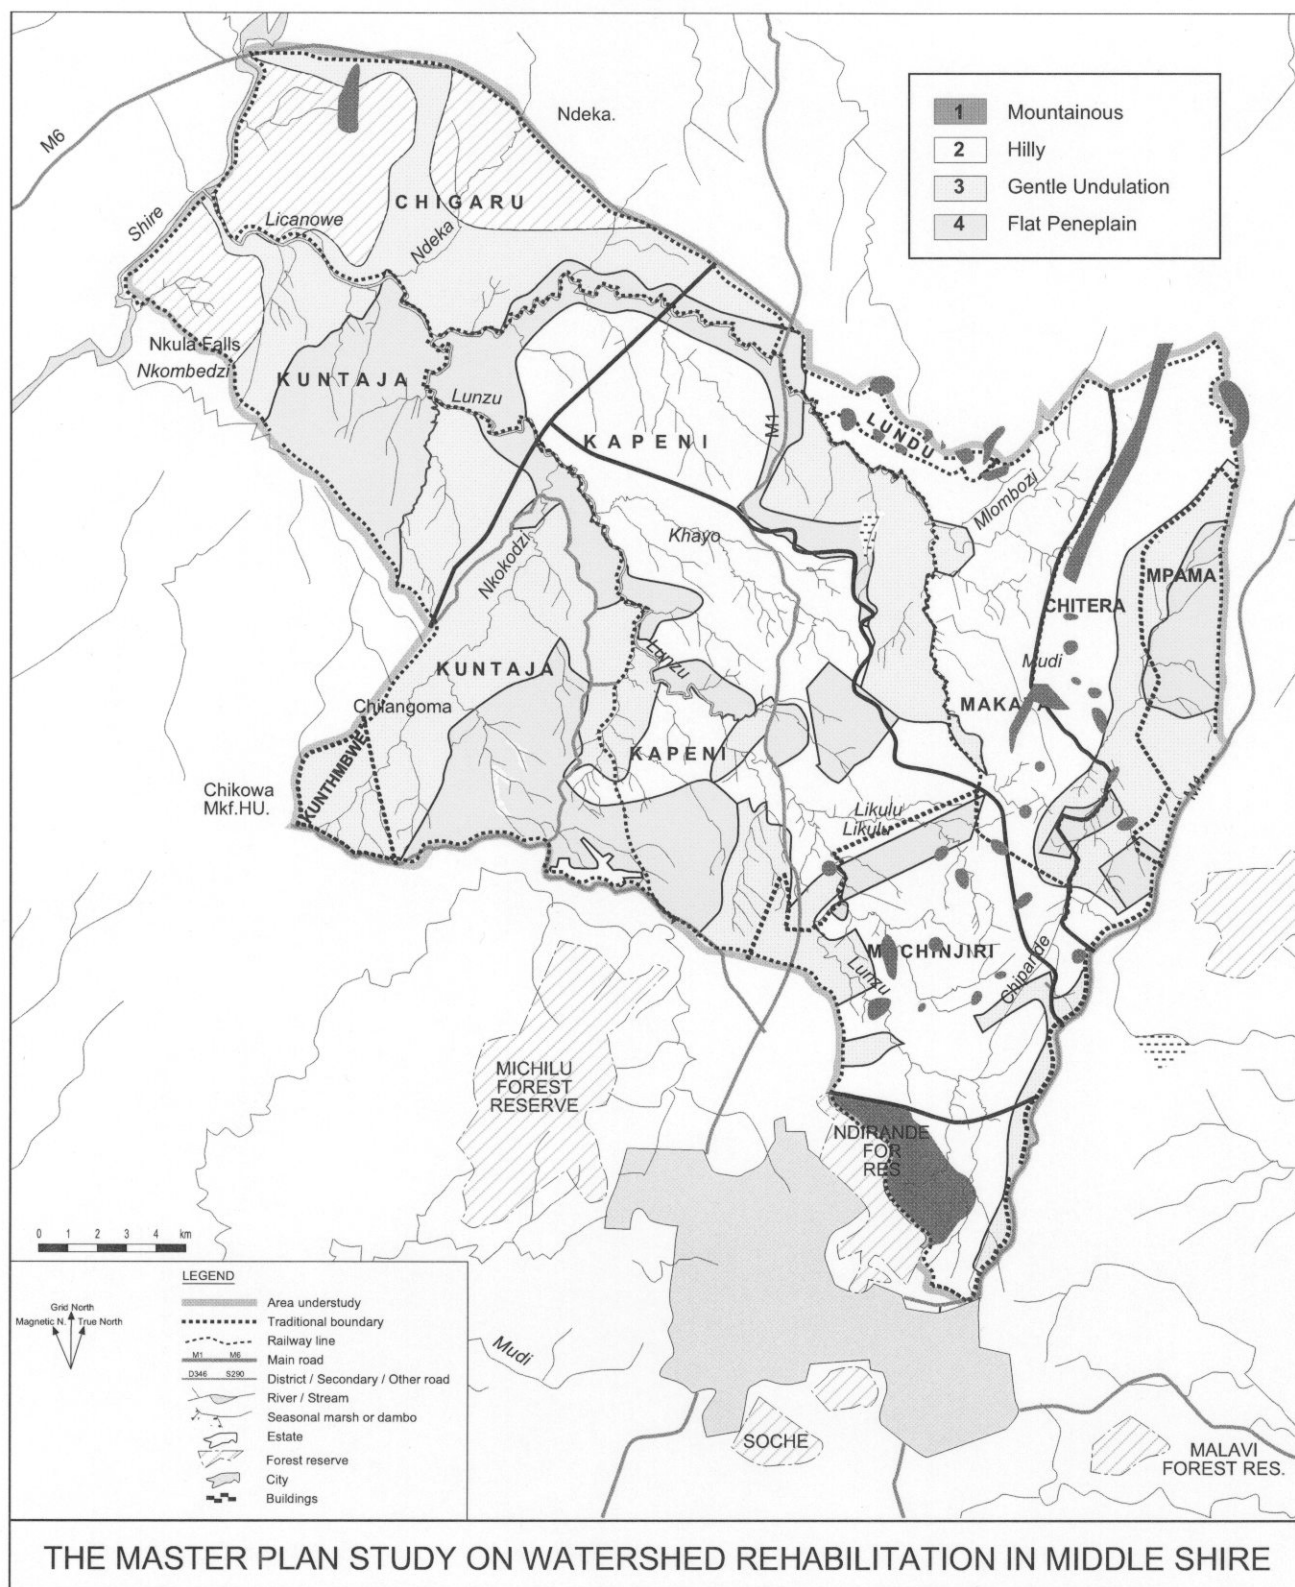 Ndeka.
1 Mountainous
2 Hilly
3 Gentle Undulation
4 Flat Peneplain
M6
CHIGARU
Shire
Licanowe
Ndeka
Nkula Falls
Nkombedzi
KUNTAJA
Lunzu
KAPENI
M1
LUNDU
Mlombozi
Khayo
Nkokodzi
MPAMA
CHITERA
Mudi
KUNTAJA
Lunzu
Chilangoma
MAKATA
KAPENI
KUNTHMBWE
Chikowa
Mkf.HU.
M4
Likulu
Likulu
MACHINJIRI
Lunzu
Chipande
MICHILU
FOREST
RESERVE
NDIRANDE
FOR
RES
0 1 2 3 4 km
LEGEND
Area understudy
Traditional boundary
Railway line
M1 M6 Main road
D346 S290 District / Secondary / Other road
River / Stream
Seasonal marsh or dambo
Estate
Forest reserve
City
Buildings
Grid North
Magnetic N. True North
Mudi
SOCHE
MALAVI
FOREST RES.
THE MASTER PLAN STUDY ON WATERSHED REHABILITATION IN MIDDLE SHIRE